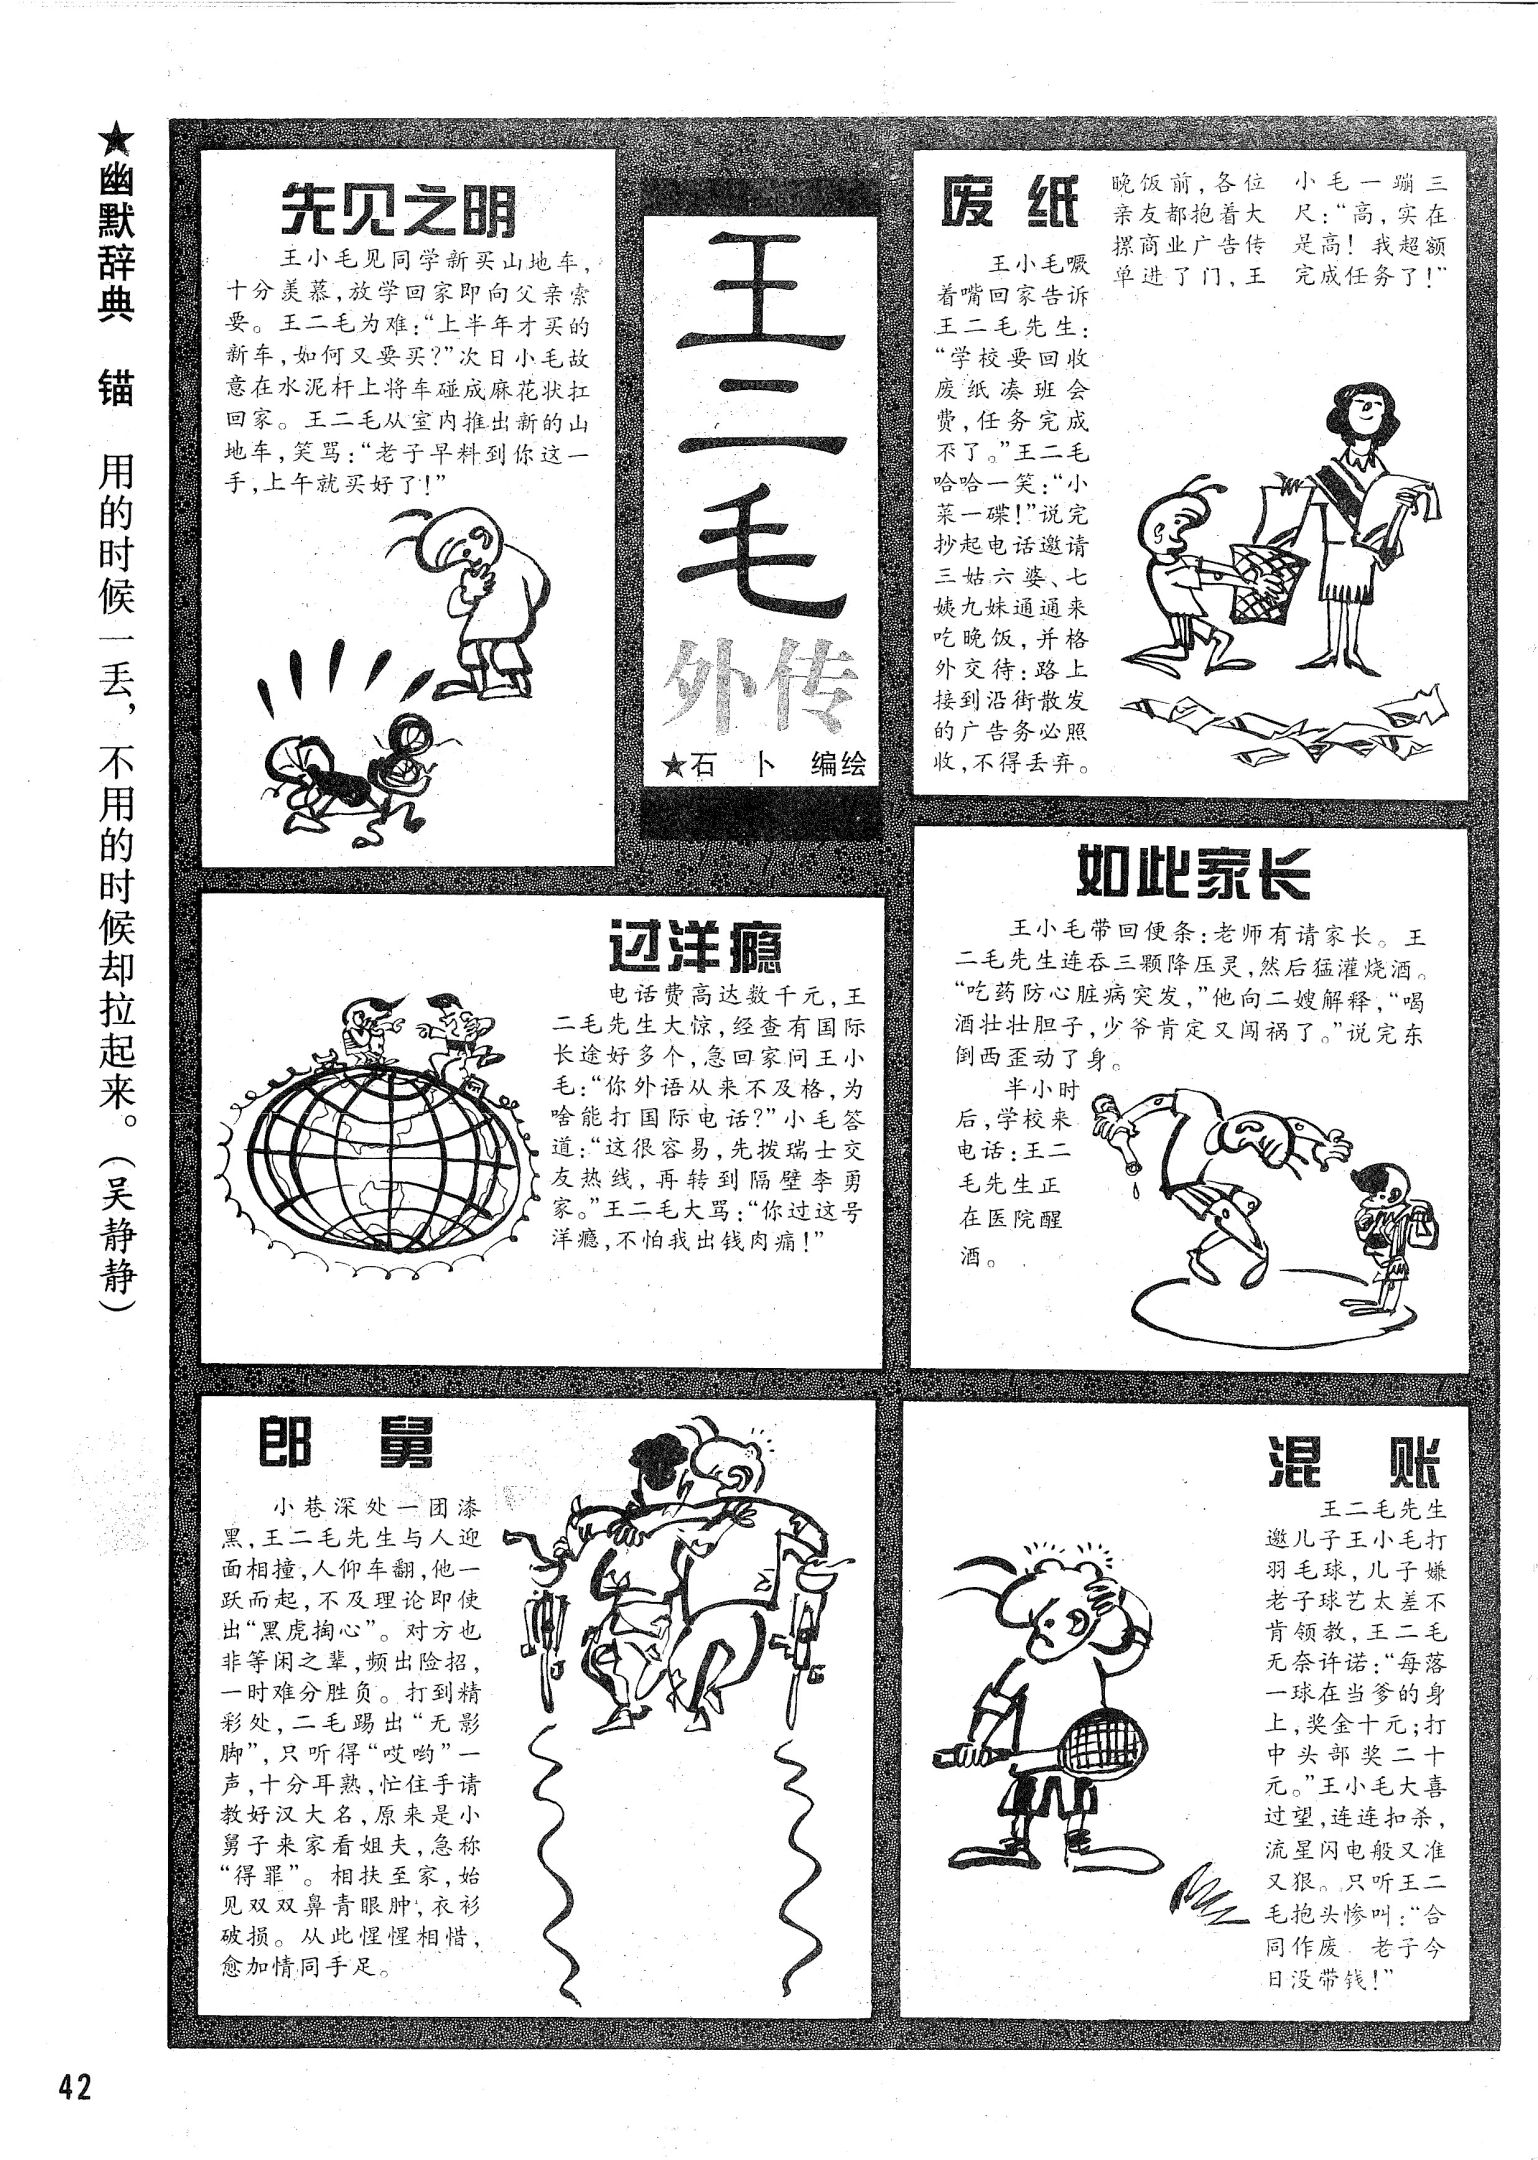 ★幽默辞典　锚　用的时候一丢，不用的时候却拉起来。（吴静静）
王二毛
外传
★石　卜　编绘
先见之明
王小毛见同学新买山地车，
十分羡慕，放学回家即向父亲索
要。王二毛为难：“上半年才买的
新车，如何又要买？”次日小毛故
意在水泥杆上将车碰成麻花状扛
回家。王二毛从室内推出新的山
地车，笑骂：“老子早料到你这一
手，上午就买好了！”
废 纸
王小毛噘
着嘴回家告诉
王二毛先生：
“学校要回收
废纸凑班会
费，任务完成
不了。”王二毛
哈哈一笑：“小
菜一碟！”说完
抄起电话邀请
三姑六婆、七
姨九妹通通来
吃晚饭，并格
外交待：路上
接到沿街散发
的广告务必照
收，不得丢弃。
晚饭前，各位
亲友都抱着大
摞商业广告传
单进了门，王
小毛一蹦三
尺：“高，实在
是高！我超额
完成任务了！”
过洋瘾
电话费高达数千元，王
二毛先生大惊，经查有国际
长途好多个，急回家问王小
毛：“你外语从来不及格，为
啥能打国际电话？”小毛答
道：“这很容易，先拨瑞士交
友热线，再转到隔壁李勇
家。”王二毛大骂：“你过这号
洋瘾，不怕我出钱肉痛！”
如此家长
王小毛带回便条：老师有请家长。王
二毛先生连吞三颗降压灵，然后猛灌烧酒。
“吃药防心脏病突发，”他向二嫂解释，“喝
酒壮壮胆子，少爷肯定又闯祸了。”说完东
倒西歪动了身。
半小时
后，学校来
电话：王二
毛先生正
在医院醒
酒。
郎 舅
小巷深处一团漆
黑，王二毛先生与人迎
面相撞，人仰车翻，他一
跃而起，不及理论即使
出“黑虎掏心”。对方也
非等闲之辈，频出险招，
一时难分胜负。打到精
彩处，二毛踢出“无影
脚”，只听得“哎哟”一
声，十分耳熟，忙住手请
教好汉大名，原来是小
舅子来家看姐夫，急称
“得罪”。相扶至家，始
见双双鼻青眼肿，衣衫
破损。从此惺惺相惜，
愈加情同手足。
混 账
王二毛先生
邀儿子王小毛打
羽毛球，儿子嫌
老子球艺太差不
肯领教，王二毛
无奈许诺：“每落
一球在当爹的身
上，奖金十元；打
中头部奖二十
元。”王小毛大喜
过望，连连扣杀，
流星闪电般又准
又狠。只听王二
毛抱头惨叫：“合
同作废　老子今
日没带钱！”
42